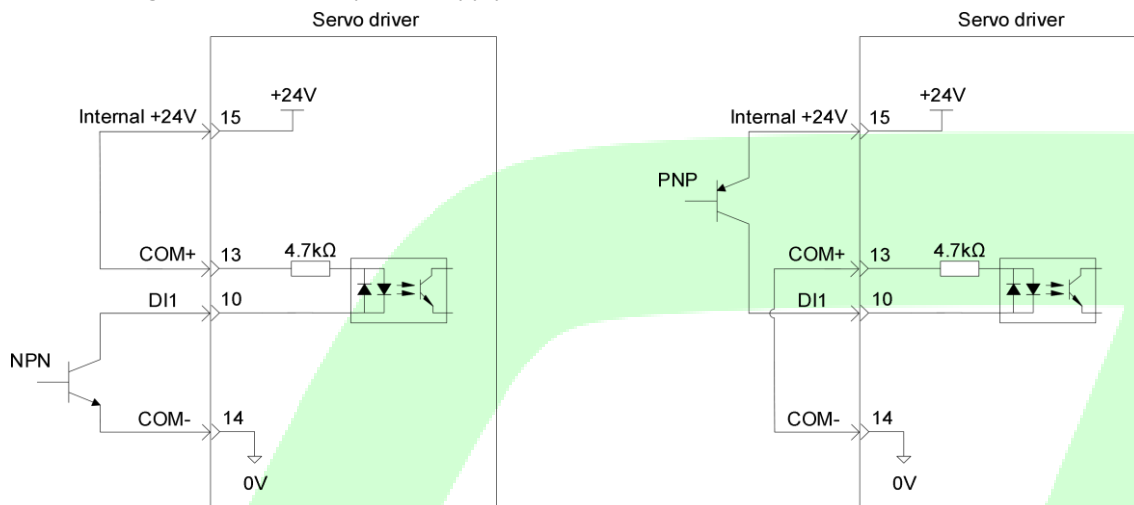 Servo driver
Internal +24V
15
+24V
COM+
13
4.7kΩ
DI1
10
NPN
COM-
14
0V
Servo driver
Internal +24V
15
+24V
PNP
COM+
13
4.7kΩ
DI1
10
COM-
14
0V